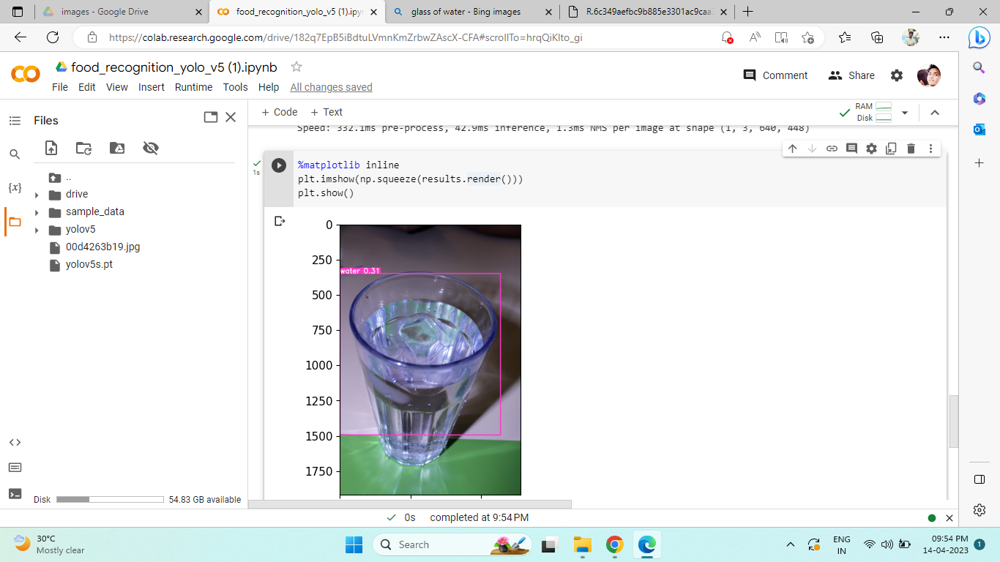 images - Google Drive
food_recognition_yolo_v5 (1).ipyn
glass of water - Bing images
R.6c349aefbc9b885e3301ac9caa
https://colab.research.google.com/drive/182q7EpB5iBdtuLVmnKmZrbwZAscX-CFA#scrollTo=hrqQiKlto_gi
food_recognition_yolo_v5 (1).ipynb
Comment
Share
File Edit View Insert Runtime Tools Help All changes saved
Files
+ Code + Text
RAM
Disk
Speed: 332.1ms pre-process, 42.9ms inference, 1.3ms NMS per image at shape (1, 3, 640, 448)
..
drive
sample_data
yolov5
00d4263b19.jpg
yolov5s.pt
{x}
1s
%matplotlib inline
plt.imshow(np.squeeze(results.render()))
plt.show()
0
250
water 0.31
500
750
1000
1250
1500
1750
Disk 54.83 GB available
0s completed at 9:54 PM
30°C
Mostly clear
Search
ENG
IN
09:54 PM
14-04-2023
1